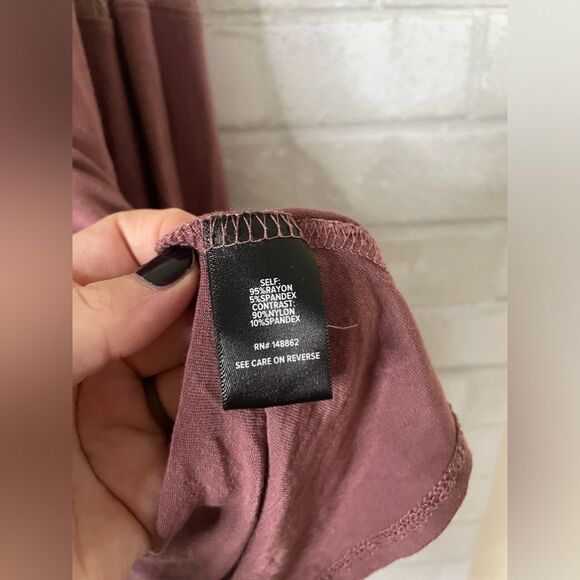 SELF:
95%RAYON
5%SPANDEX
CONTRAST:
90%NYLON
10%SPANDEX
RN# 148862
SEE CARE ON REVERSE